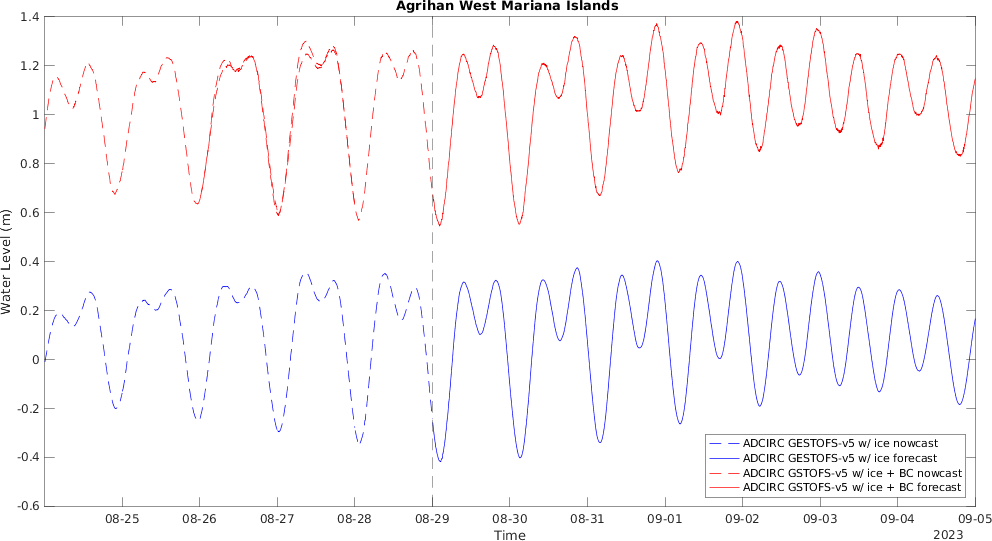 Agrihan West Mariana Islands
1.4
1.2
1
0.8
0.6
0.4
0.2
0
-0.2
-0.4
-0.6
Water Level (m)
ADCIRC GESTOFS-v5 w/ ice nowcast
ADCIRC GESTOFS-v5 w/ ice forecast
ADCIRC GSTOFS-v5 w/ ice + BC nowcast
ADCIRC GSTOFS-v5 w/ ice + BC forecast
08-25 08-26 08-27 08-28 08-29 08-30 08-31 09-01 09-02 09-03 09-04 09-05
Time
2023